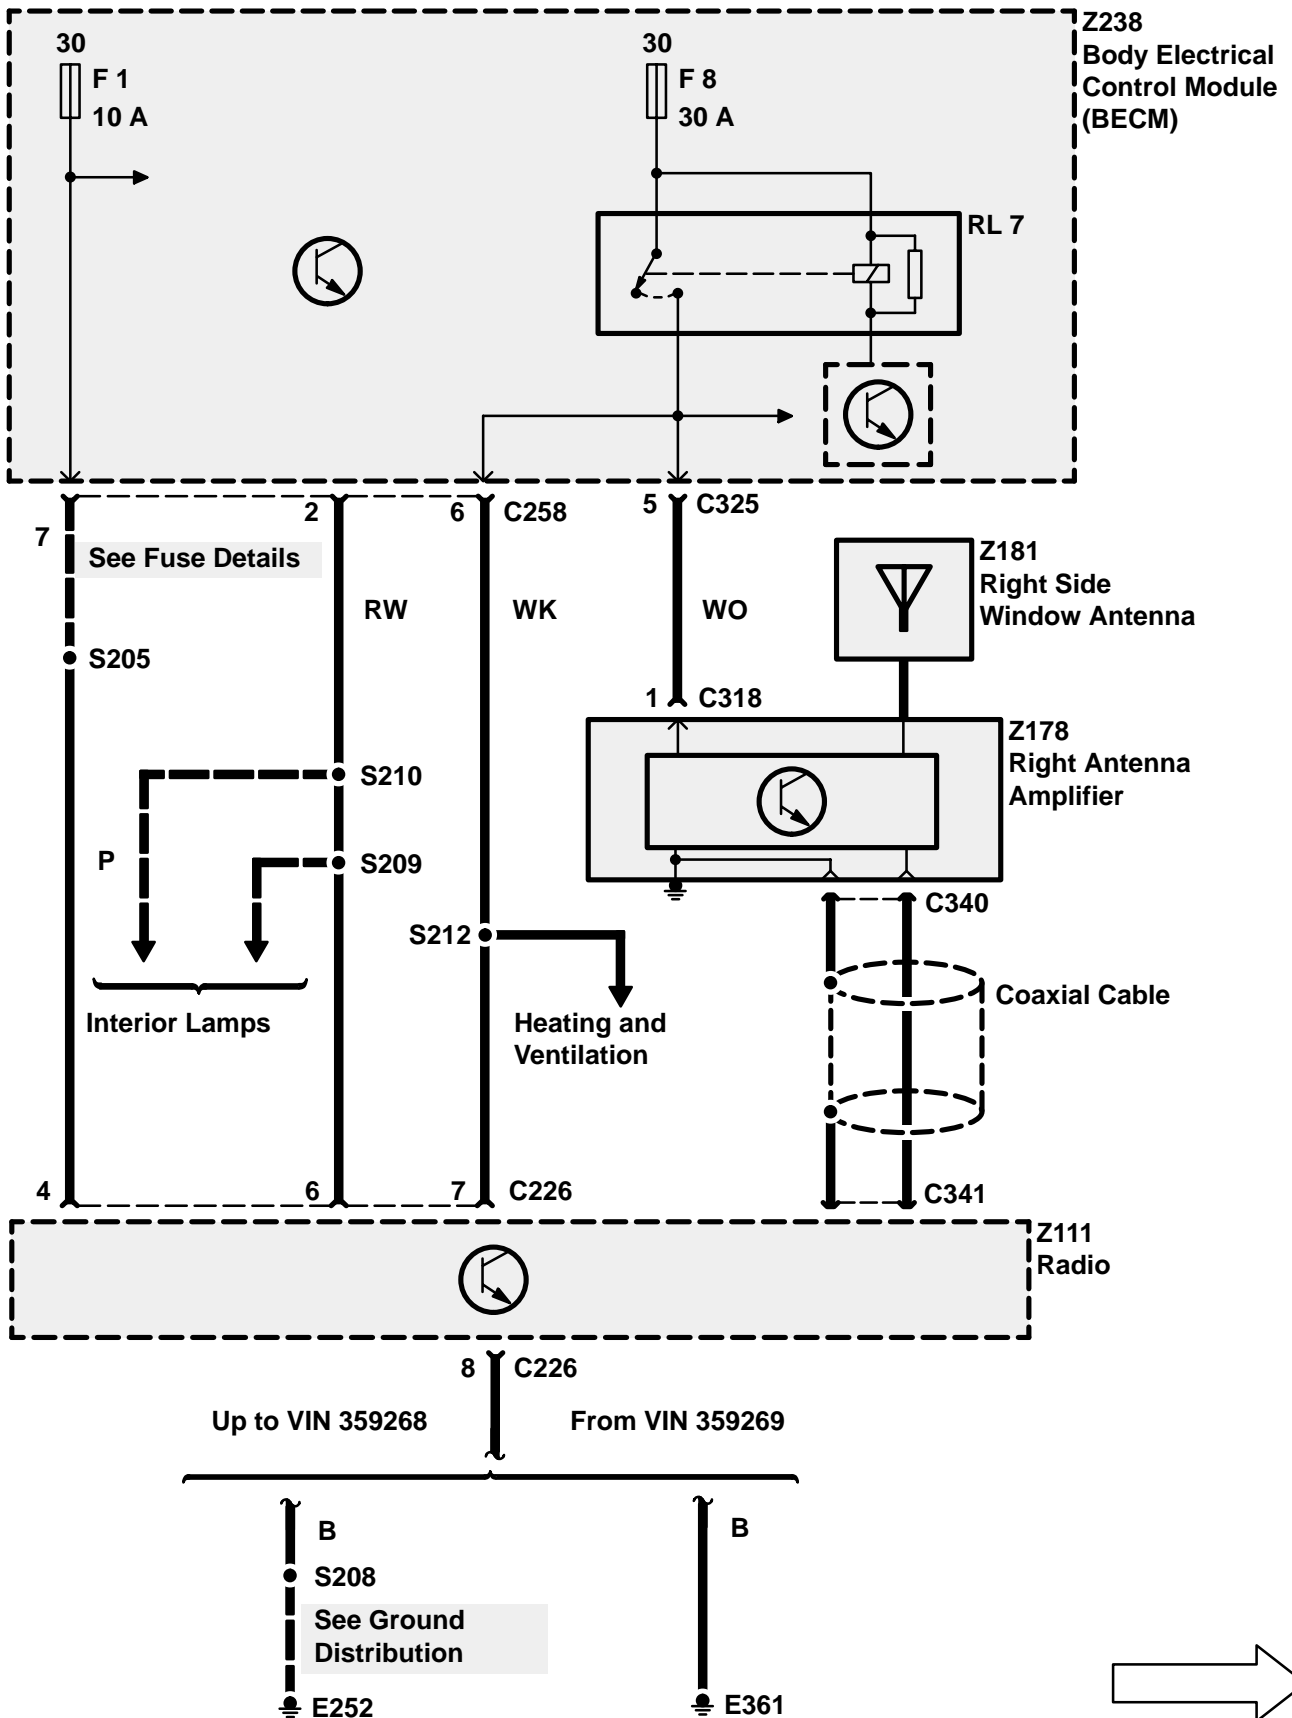 Z238
Body Electrical
Control Module
(BECM)
30
F 1
10 A
30
F 8
30 A
RL 7
7
2
6
C258
5
C325
See Fuse Details
RW
WK
WO
Z181
Right Side
Window Antenna
S205
1
C318
Z178
Right Antenna
Amplifier
S210
P
S209
C340
S212
Coaxial Cable
Interior Lamps
Heating and
Ventilation
4
6
7
C226
C341
Z111
Radio
8
C226
Up to VIN 359268
From VIN 359269
B
B
S208
See Ground
Distribution
E252
E361